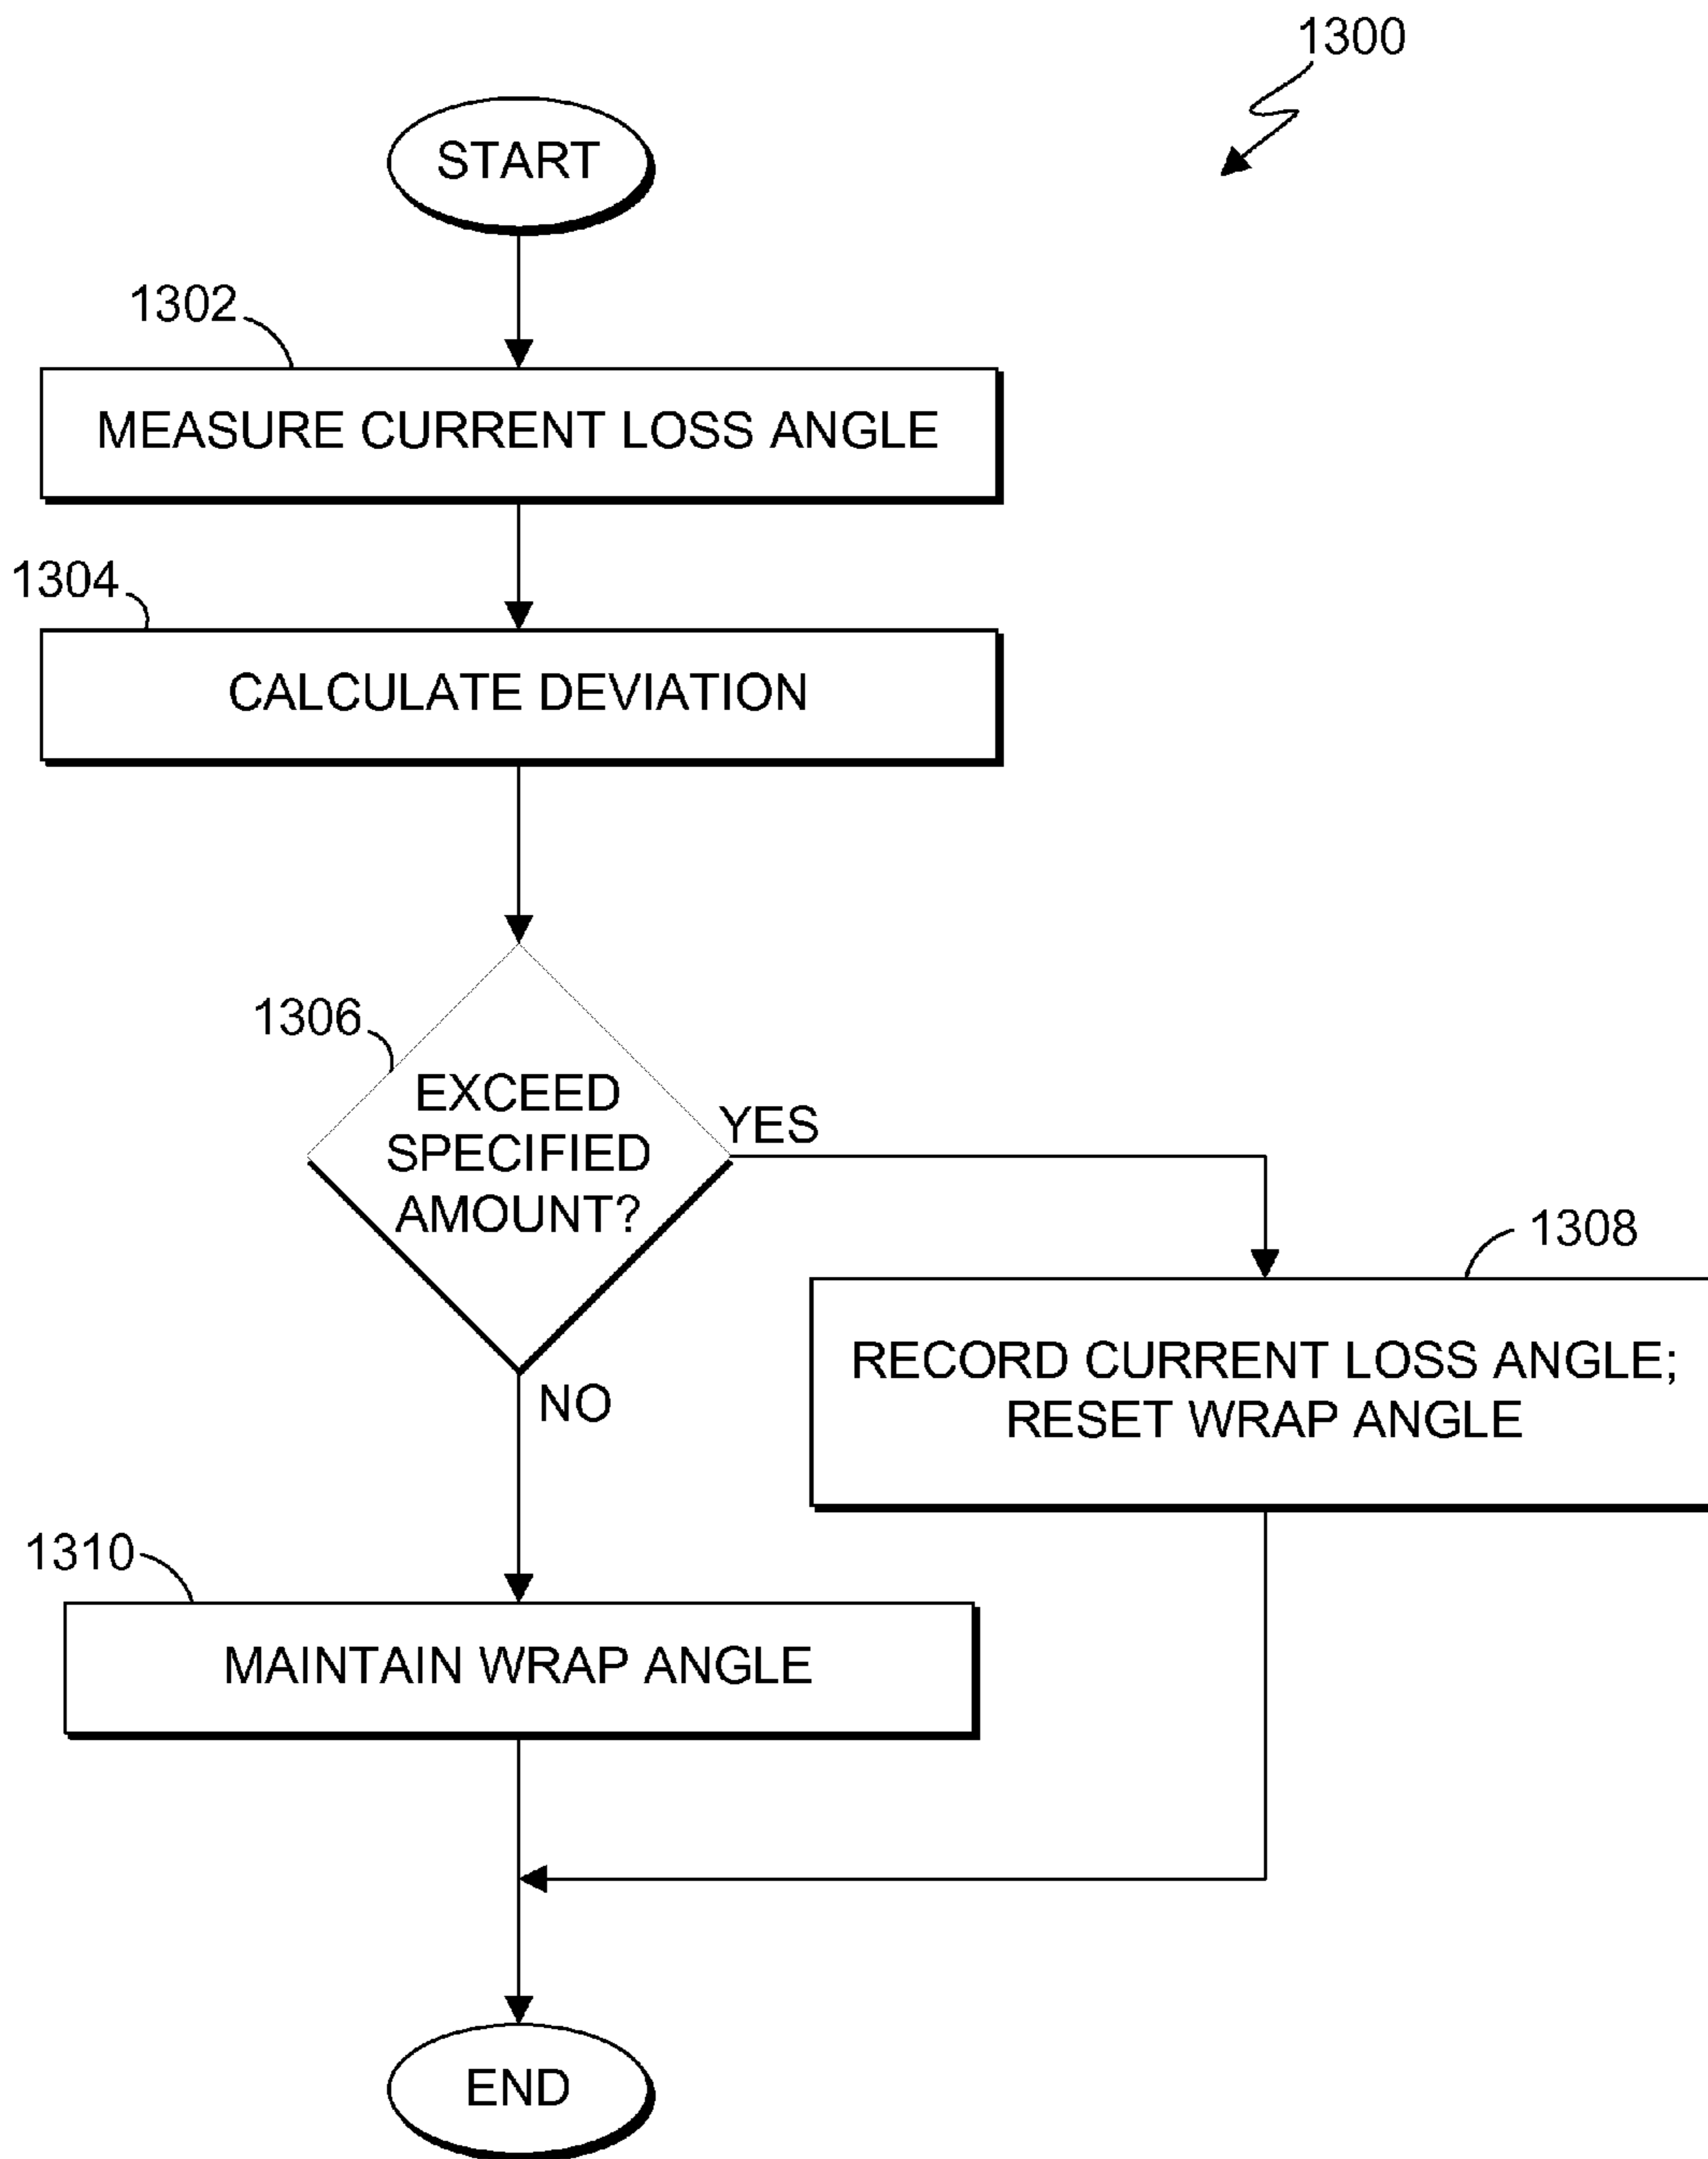 1300
START
1302
MEASURE CURRENT LOSS ANGLE
1304
CALCULATE DEVIATION
1306
EXCEED
SPECIFIED
AMOUNT?
YES
1308
RECORD CURRENT LOSS ANGLE;
RESET WRAP ANGLE
NO
1310
MAINTAIN WRAP ANGLE
END